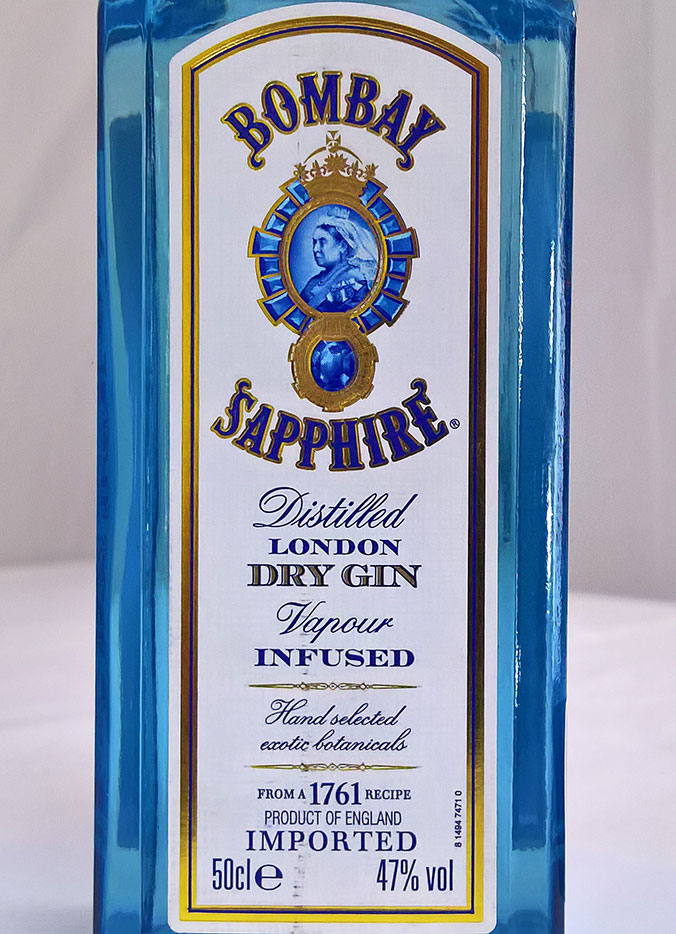 BOMBAY
SAPPHIRE®
Distilled
LONDON
DRY GIN
Vapour
INFUSED
Hand selected
exotic botanicals
FROM A 1761 RECIPE
PRODUCT OF ENGLAND
IMPORTED
50cl ℮ 47% vol
8 1494 7471 0